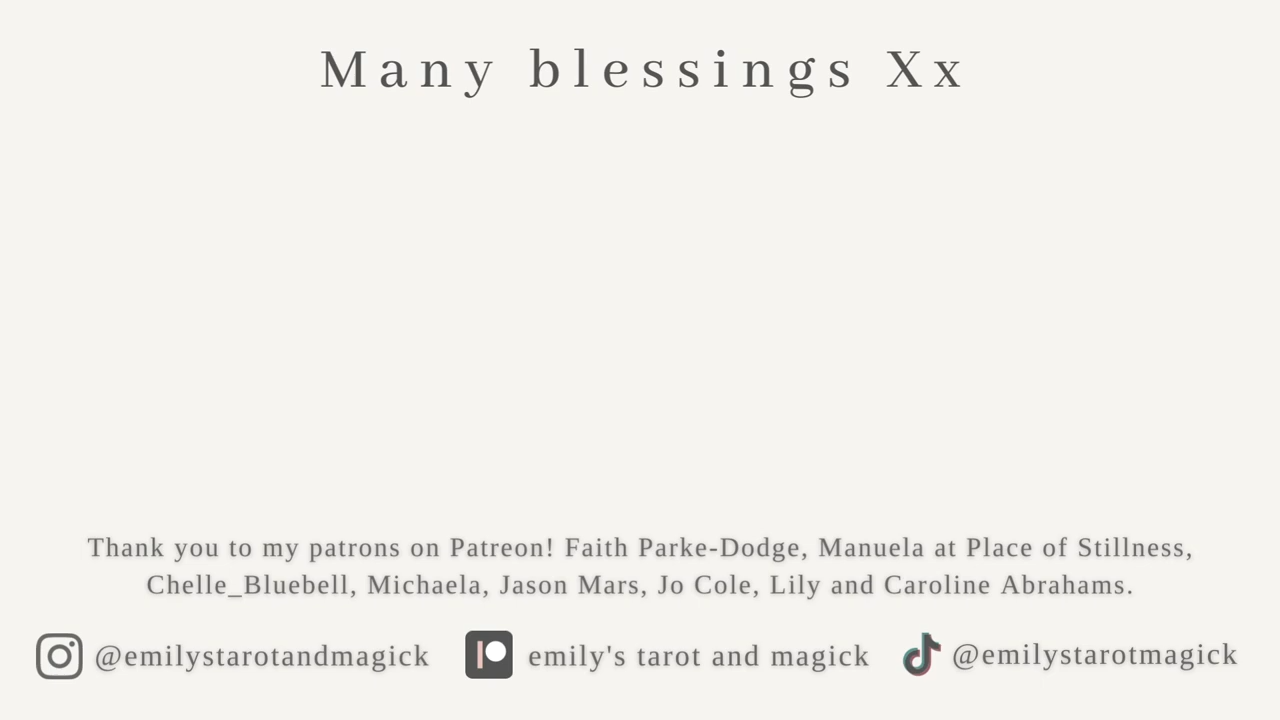 Many blessings Xx
Thank you to my patrons on Patreon! Faith Parke-Dodge, Manuela at Place of Stillness,
Chelle_Bluebell, Michaela, Jason Mars, Jo Cole, Lily and Caroline Abrahams.
@emilystarotandmagick emily's tarot and magick @emilystarotmagick